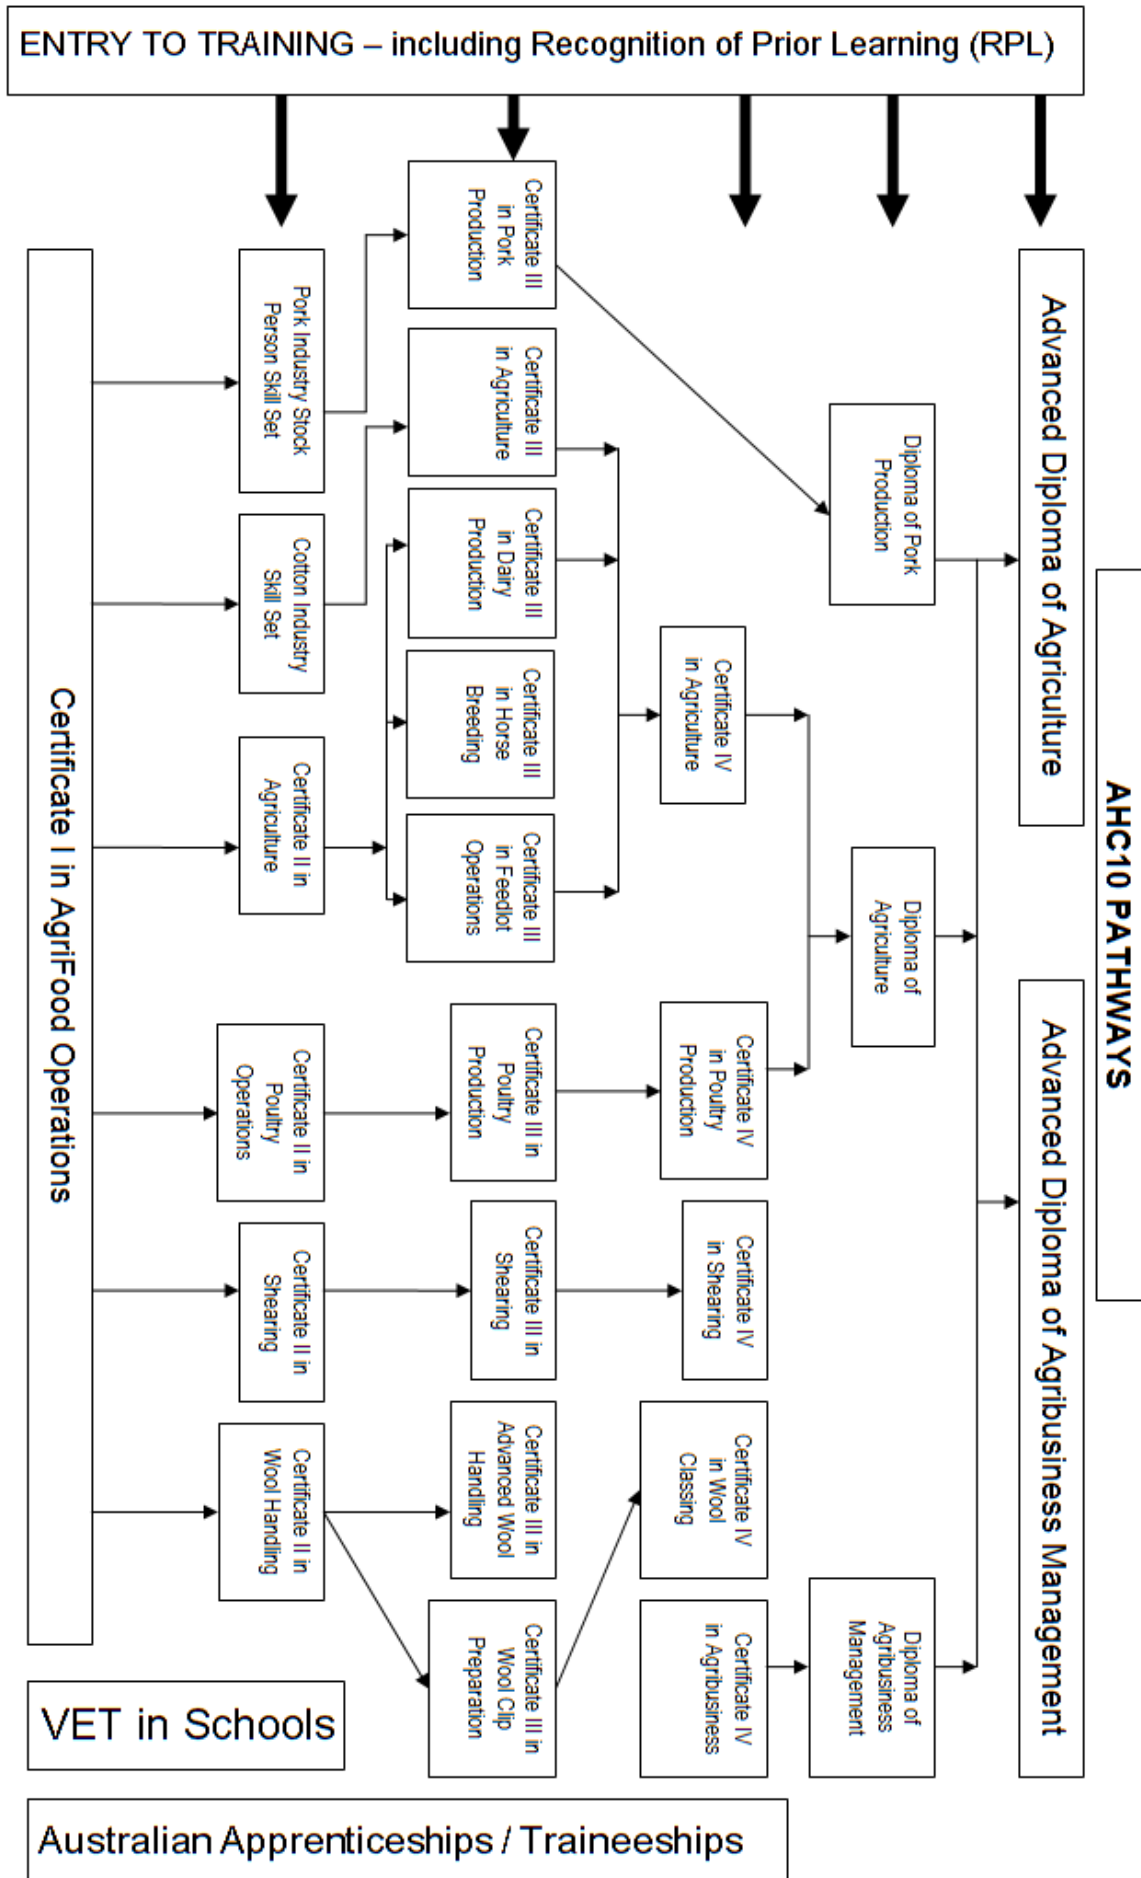 ENTRY TO TRAINING – including Recognition of Prior Learning (RPL)
AHC10 PATHWAYS
Advanced Diploma of Agriculture
Advanced Diploma of Agribusiness Management
Diploma of Pork
Production
Diploma of
Agriculture
Diploma of
Agribusiness
Management
Certificate IV
in Agriculture
Certificate IV
in Poultry
Production
Certificate IV
in Shearing
Certificate IV
in Wool
Classing
Certificate IV
in Agribusiness
Certificate III
in Pork
Production
Certificate III
in Agriculture
Certificate III
in Dairy
Production
Certificate III
in Horse
Breeding
Certificate III
in Feedlot
Operations
Certificate III in
Poultry
Production
Certificate III in
Shearing
Certificate III in
Advanced Wool
Handling
Certificate III in
Wool Clip
Preparation
Pork Industry Stock
Person Skill Set
Cotton Industry
Skill Set
Certificate II in
Agriculture
Certificate II in
Poultry
Operations
Certificate II in
Shearing
Certificate II in
Wool Handling
Certificate I in AgriFood Operations
VET in Schools
Australian Apprenticeships / Traineeships